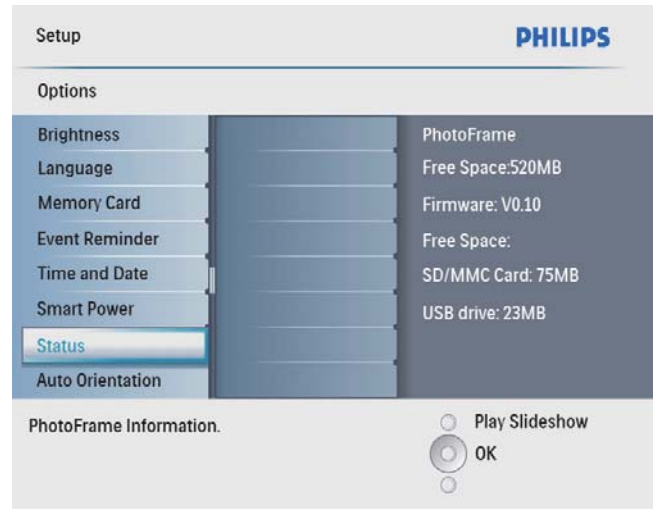 Setup
PHILIPS
Options
Brightness
Language
Memory Card
Event Reminder
Time and Date
Smart Power
Status
Auto Orientation
PhotoFrame
Free Space:520MB
Firmware: V0.10
Free Space:
SD/MMC Card: 75MB
USB drive: 23MB
PhotoFrame Information.
Play Slideshow
OK